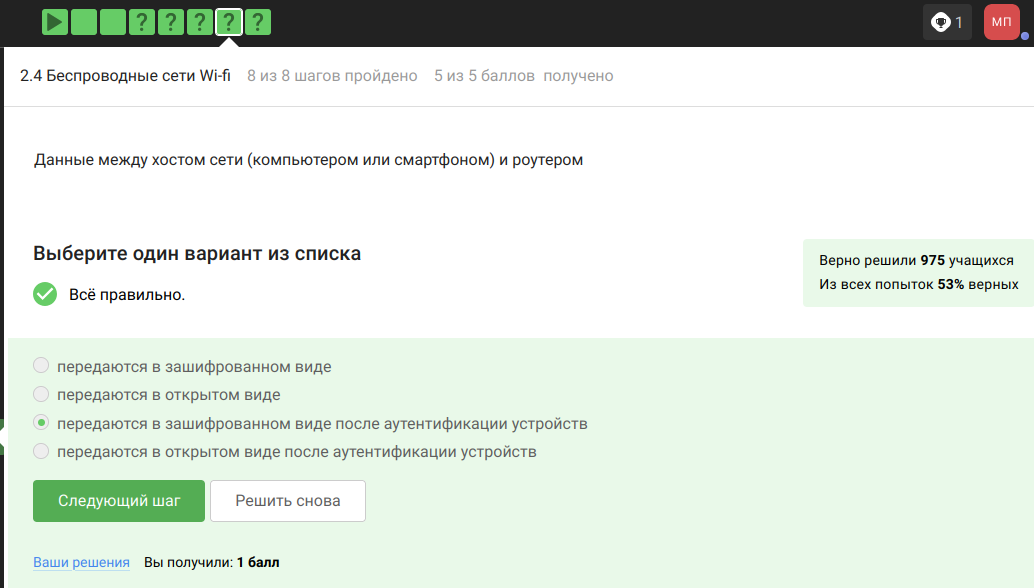 ? ? ? ? ?
1
МП
2.4 Беспроводные сети Wi-fi 8 из 8 шагов пройдено 5 из 5 баллов получено
Данные между хостом сети (компьютером или смартфоном) и роутером
Выберите один вариант из списка
Всё правильно.
Верно решили 975 учащихся
Из всех попыток 53% верных
передаются в зашифрованном виде
передаются в открытом виде
передаются в зашифрованном виде после аутентификации устройств
передаются в открытом виде после аутентификации устройств
Следующий шаг Решить снова
Ваши решения Вы получили: 1 балл